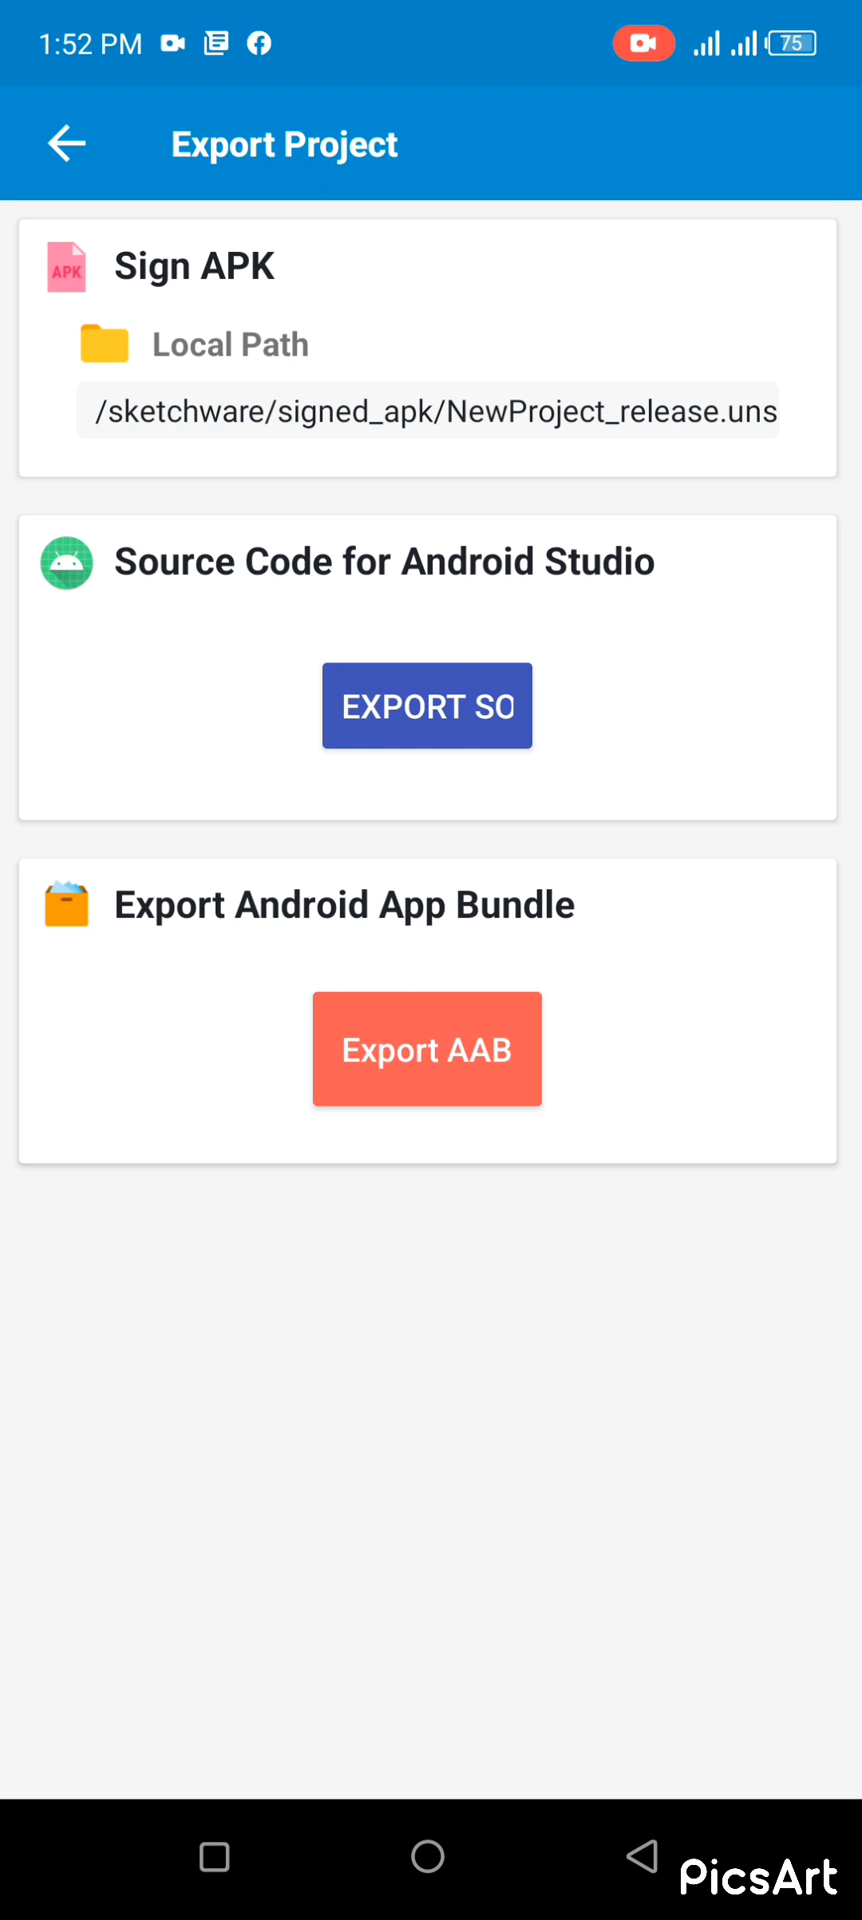 1:52 PM
75
Export Project
APK
Sign APK
Local Path
/sketchware/signed_apk/NewProject_release.uns
Source Code for Android Studio
EXPORT SO
Export Android App Bundle
Export AAB
PicsArt